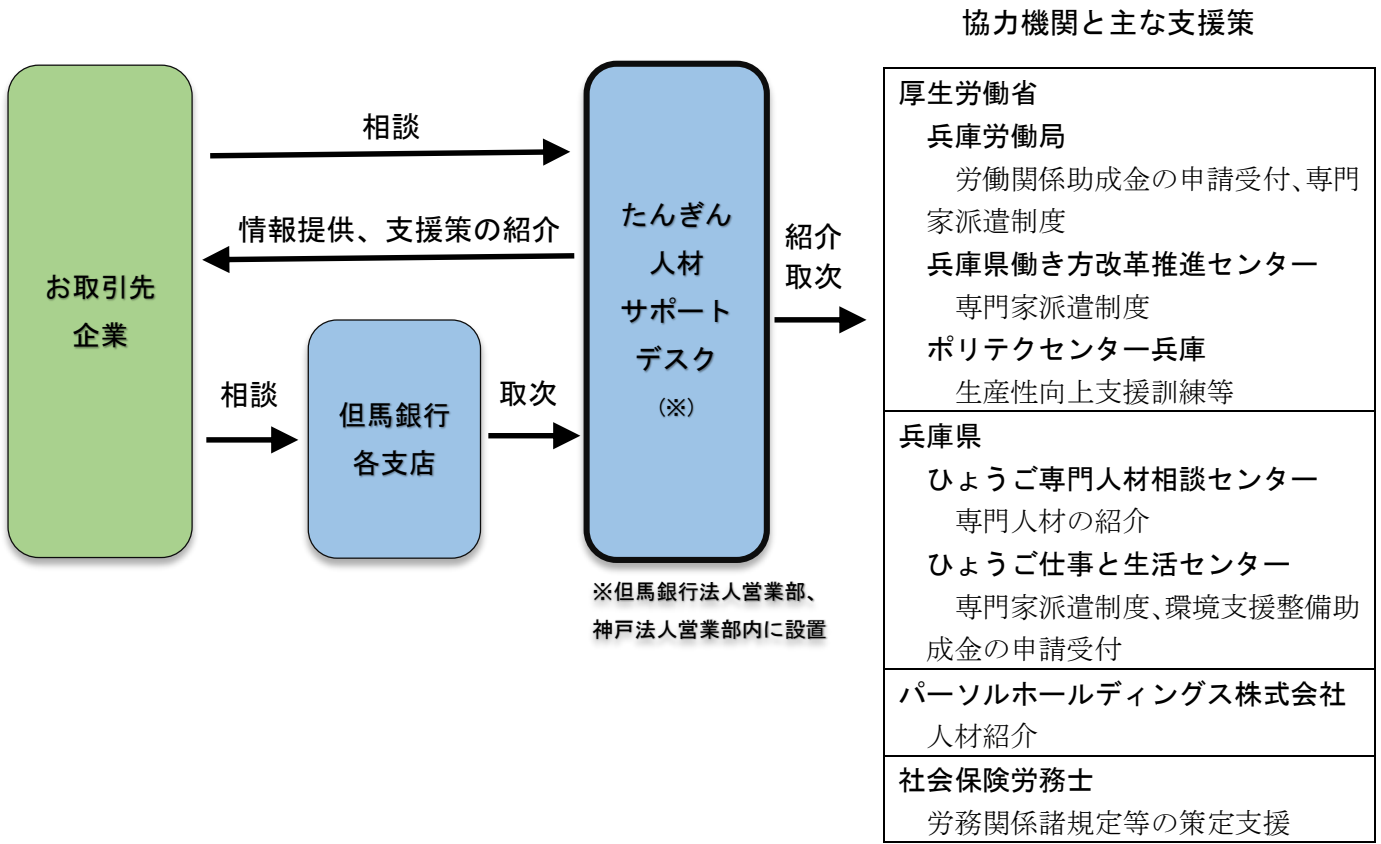 協力機関と主な支援策
お取引先
企業
相談
情報提供、支援策の紹介
相談
但馬銀行
各支店
取次
たんぎん
人材
サポート
デスク
(※)
※但馬銀行法人営業部、
神戸法人営業部内に設置
紹介
取次
厚生労働省
兵庫労働局
労働関係助成金の申請受付、専門
家派遣制度
兵庫県働き方改革推進センター
専門家派遣制度
ポリテクセンター兵庫
生産性向上支援訓練等
兵庫県
ひょうご専門人材相談センター
専門人材の紹介
ひょうご仕事と生活センター
専門家派遣制度、環境支援整備助
成金の申請受付
パーソルホールディングス株式会社
人材紹介
社会保険労務士
労務関係諸規定等の策定支援